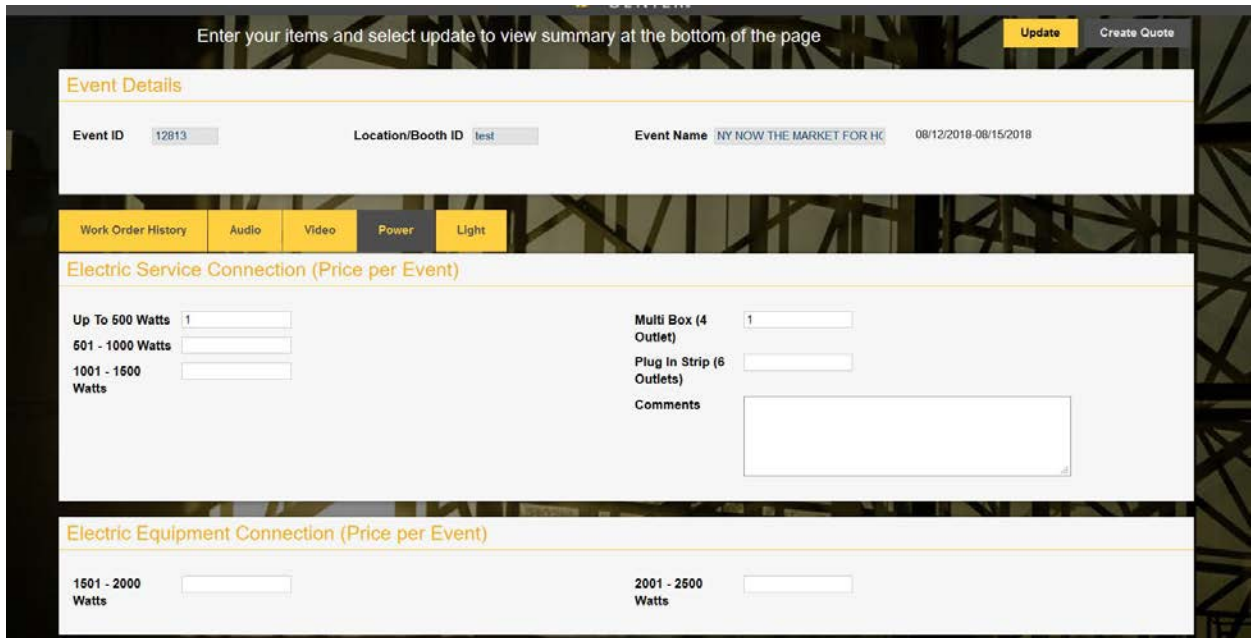 Enter your items and select update to view summary at the bottom of the page
Update
Create Quote
Event Details
Event ID 12813
Location/Booth ID test
Event Name NY NOW THE MARKET FOR HC
08/12/2018-08/15/2018
Work Order History
Audio
Video
Power
Light
Electric Service Connection (Price per Event)
Up To 500 Watts 1
501 - 1000 Watts
1001 - 1500
Watts
Multi Box (4
Outlet) 1
Plug In Strip (6
Outlets)
Comments
Electric Equipment Connection (Price per Event)
1501 - 2000
Watts
2001 - 2500
Watts